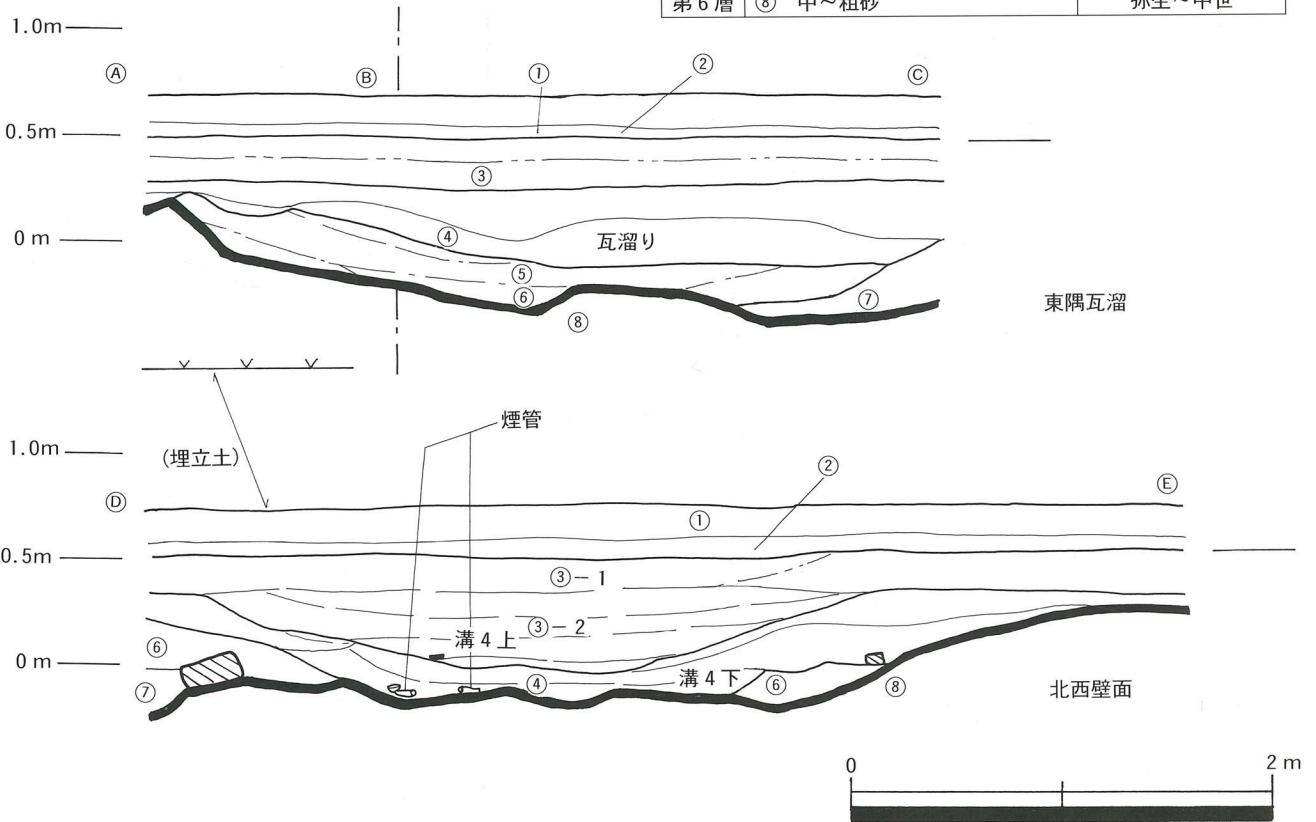 第6層 ⑧ 中～粗砂 弥生～中世
1.0m
Ⓐ Ⓑ ① ② Ⓒ
0.5m
③
0 m
④ 瓦溜り
⑤
⑥ ⑦
⑧
東隅瓦溜
煙管
1.0m
(埋立土)
②
Ⓓ Ⓔ
①
0.5m
③－1
③－2
溝4上
⑥
0 m
④ 溝4下 ⑥ ⑧
⑦
北西壁面
0 2 m